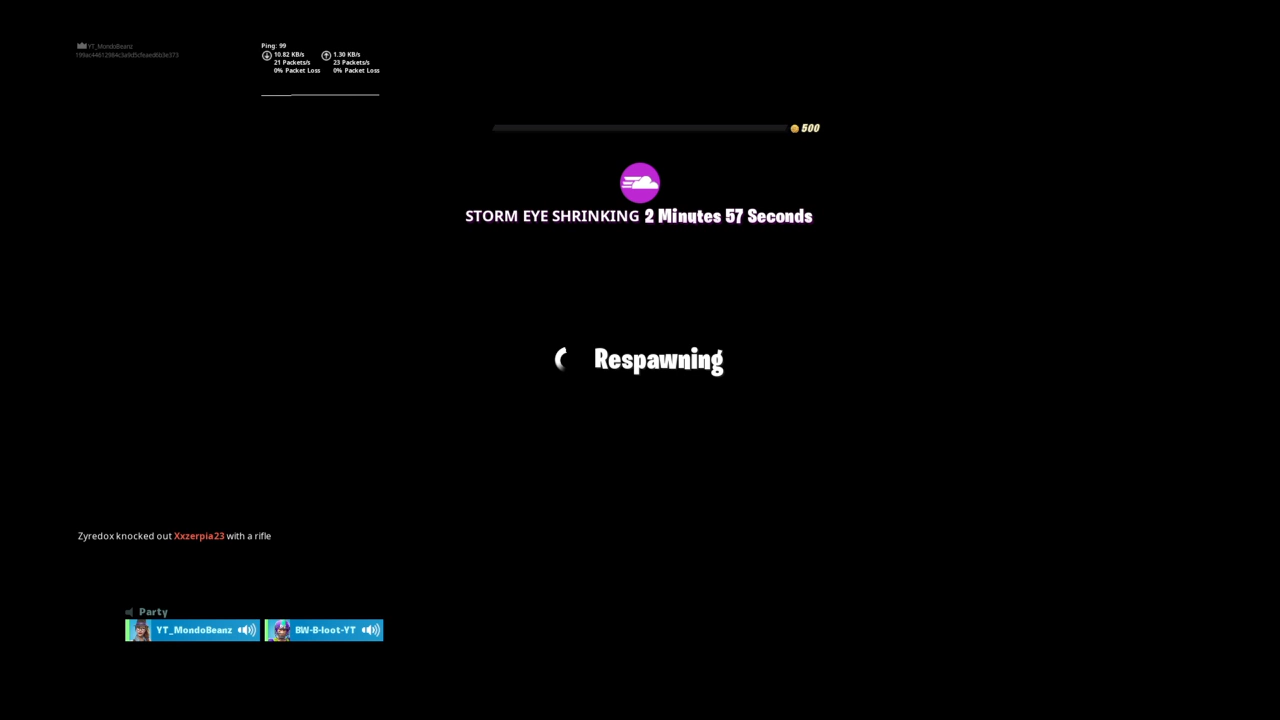 YT_MondoBeanz
Ping: 99
10.82 KB/s
21 Packets/s
0% Packet Loss
1.30 KB/s
23 Packets/s
0% Packet Loss
500
STORM EYE SHRINKING 2 Minutes 57 Seconds
Respawning
Zyredox knocked out Xxzerpia23 with a rifle
Party
YT_MondoBeanz
BW-B-loot-YT